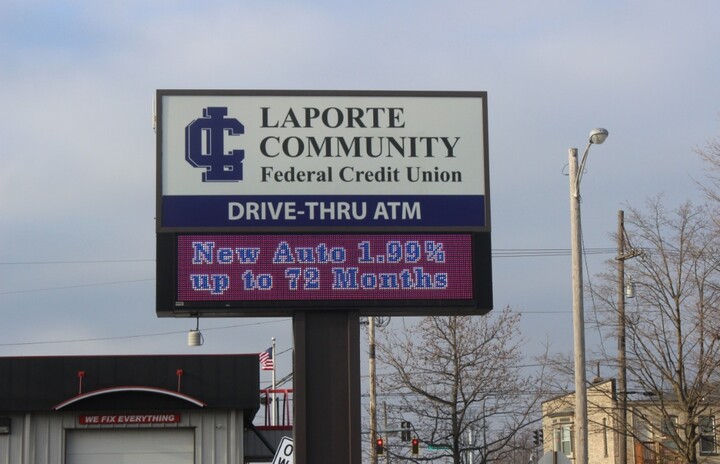 LAPORTE
COMMUNITY
Federal Credit Union
DRIVE-THRU ATM
New Auto 1.99%
up to 72 Months
WE FIX EVERYTHING